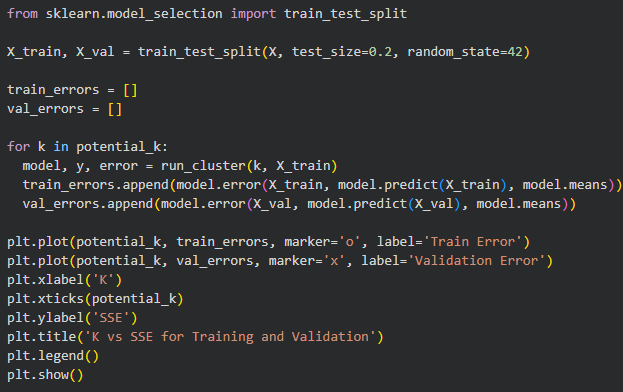 from sklearn.model_selection import train_test_split
X_train, X_val = train_test_split(X, test_size=0.2, random_state=42)
train_errors = []
val_errors = []
for k in potential_k:
  model, y, error = run_cluster(k, X_train)
  train_errors.append(model.error(X_train, model.predict(X_train), model.means))
  val_errors.append(model.error(X_val, model.predict(X_val), model.means))
plt.plot(potential_k, train_errors, marker='o', label='Train Error')
plt.plot(potential_k, val_errors, marker='x', label='Validation Error')
plt.xlabel('K')
plt.xticks(potential_k)
plt.ylabel('SSE')
plt.title('K vs SSE for Training and Validation')
plt.legend()
plt.show()